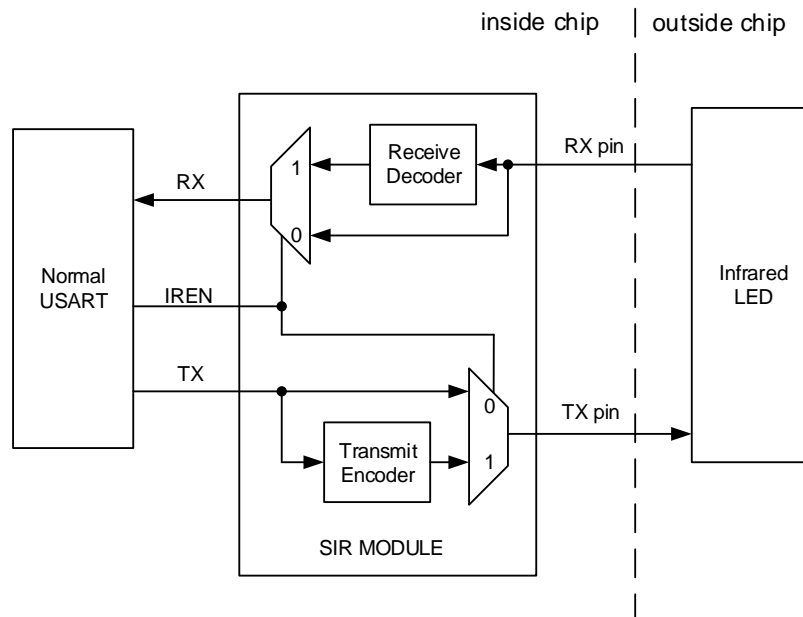 inside chip
outside chip
Receive
Decoder
1
RX pin
RX
0
Normal
USART
IREN
Infrared
LED
TX
0
TX pin
Transmit
Encoder
1
SIR MODULE